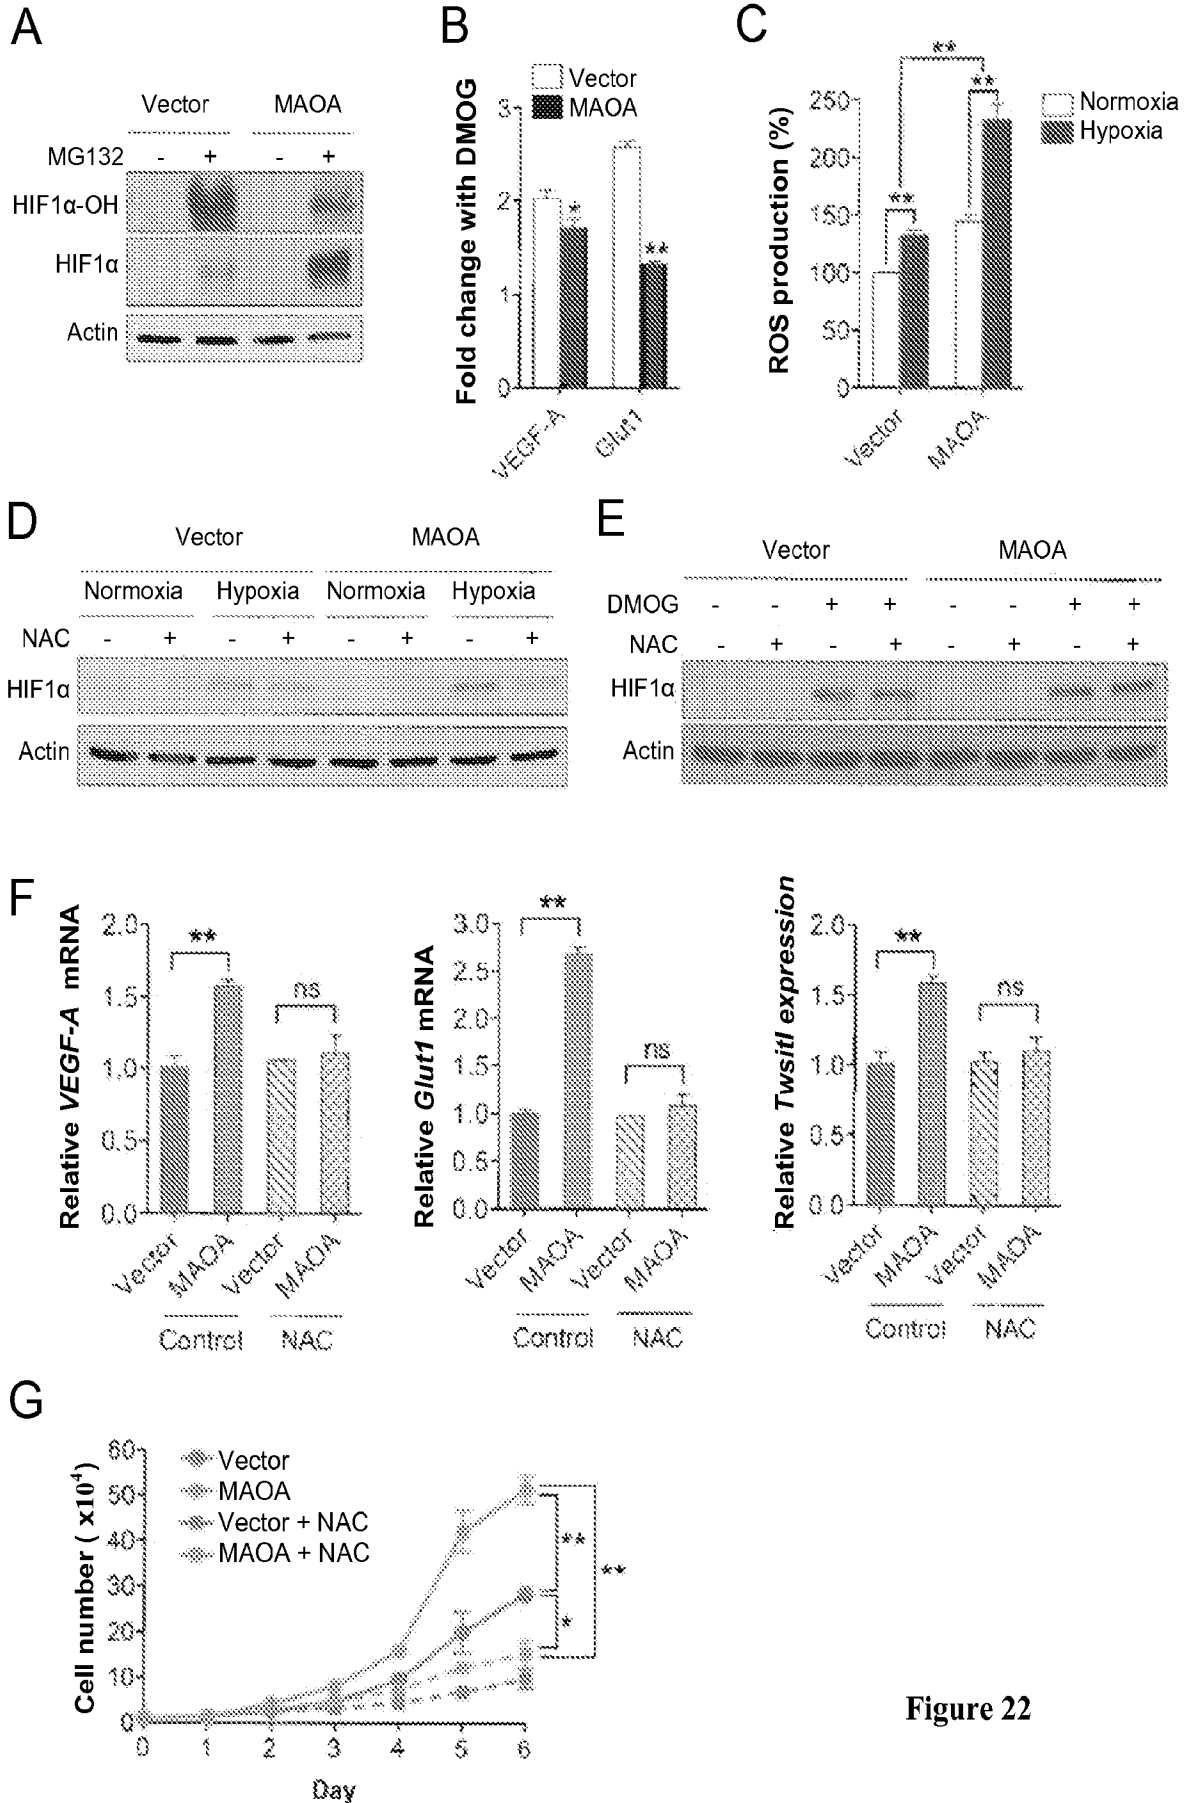 A
Vector MAOA
MG132 - + - +
HIF1α-OH
HIF1α
Actin
B
Vector
MAOA
Fold change with DMOG
3
2
1
0
* **
VEGF-A Glut1
C
** ** **
Normoxia
Hypoxia
ROS production (%)
250
200
150
100
50
0
Vector MAOA
D
Vector MAOA
Normoxia Hypoxia Normoxia Hypoxia
NAC - + - + - + - +
HIF1α
Actin
E
Vector MAOA
DMOG - - + + - - + +
NAC - + - + - + - +
HIF1α
Actin
F
Relative VEGF-A mRNA
2.0
1.5
1.0
0.5
0.0
** ns
Vector MAOA Vector MAOA
Control NAC
Relative Glut1 mRNA
3.0
2.5
2.0
1.5
1.0
0.5
0.0
** ns
Vector MAOA Vector MAOA
Control NAC
Relative Twsitl expression
2.0
1.5
1.0
0.5
0.0
** ns
Vector MAOA Vector MAOA
Control NAC
G
Cell number ( x10⁴)
60
50
40
30
20
10
0
Vector
MAOA
Vector + NAC
MAOA + NAC
** ** *
0 1 2 3 4 5 6
Day
Figure 22